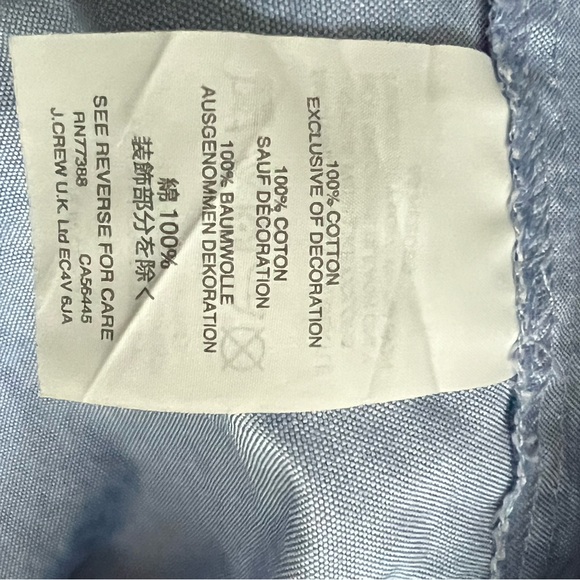 100% COTTON
EXCLUSIVE OF DECORATION
100% COTON
SAUF DÉCORATION
100% BAUMWOLLE
AUSGENOMMEN DEKORATION
綿 100%
装飾部分を除く
SEE REVERSE FOR CARE
RN77388 CA56445
J.CREW U.K. Ltd EC4V 6JA